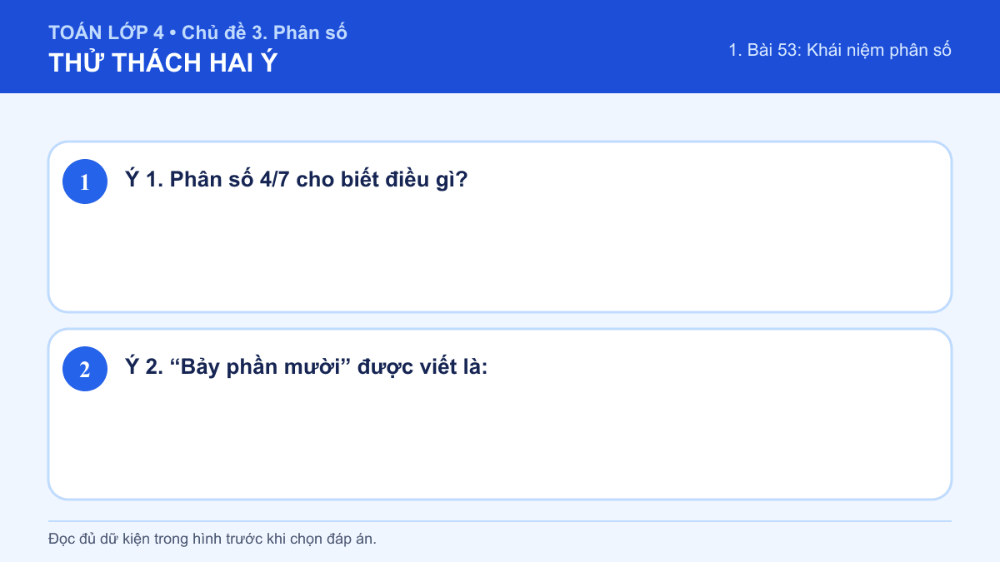 TOÁN LỚP 4 • Chủ đề 3. Phân số
THỬ THÁCH HAI Ý
1. Bài 53: Khái niệm phân số
1
Ý 1. Phân số 4/7 cho biết điều gì?
2
Ý 2. “Bảy phần mười” được viết là:
Đọc đủ dữ kiện trong hình trước khi chọn đáp án.